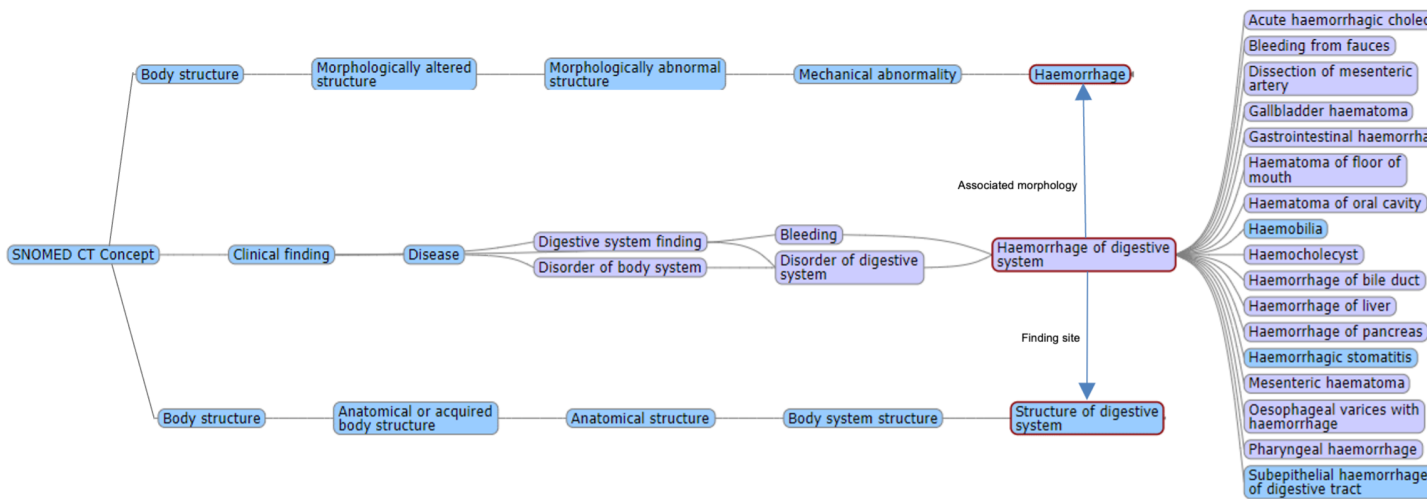 Body structure
Morphologically altered
structure
Morphologically abnormal
structure
Mechanical abnormality
Haemorrhage
Associated morphology
SNOMED CT Concept
Clinical finding
Disease
Digestive system finding
Disorder of body system
Bleeding
Disorder of digestive
system
Haemorrhage of digestive
system
Finding site
Body structure
Anatomical or acquired
body structure
Anatomical structure
Body system structure
Structure of digestive
system
Acute haemorrhagic
Bleeding from fauces
Dissection of mesenteric
artery
Gallbladder haematoma
Gastrointestinal
Haematoma of floor of
mouth
Haematoma of oral cavity
Haemobilia
Haemocholecyst
Haemorrhage of bile duct
Haemorrhage of liver
Haemorrhage of pancreas
Haemorrhagic stomatitis
Mesenteric haematoma
Oesophageal varices with
haemorrhage
Pharyngeal haemorrhage
Subepithelial haemorrhage
of digestive tract